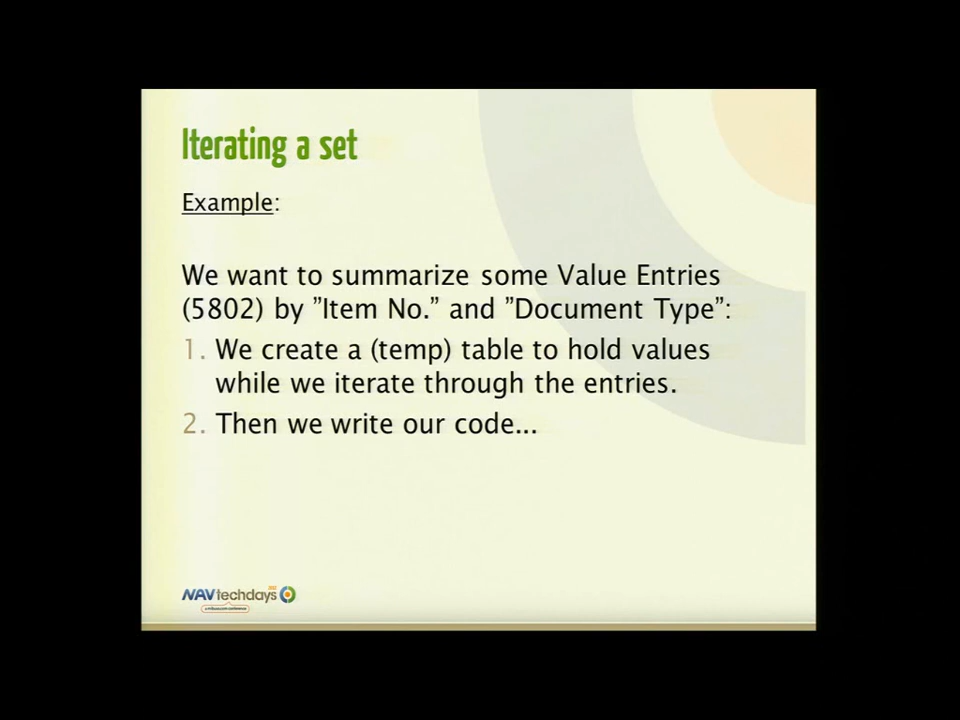 Iterating a set
Example:
We want to summarize some Value Entries
(5802) by ”Item No.” and ”Document Type”:
1. We create a (temp) table to hold values
while we iterate through the entries.
2. Then we write our code...
NAVtechdays